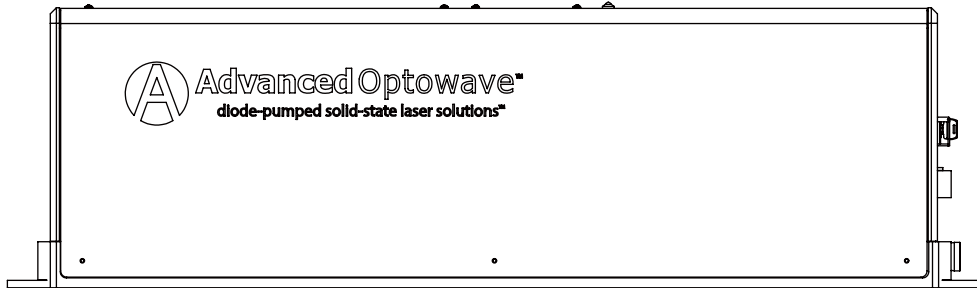 A Advanced Optowave™
diode-pumped solid-state laser solutions™